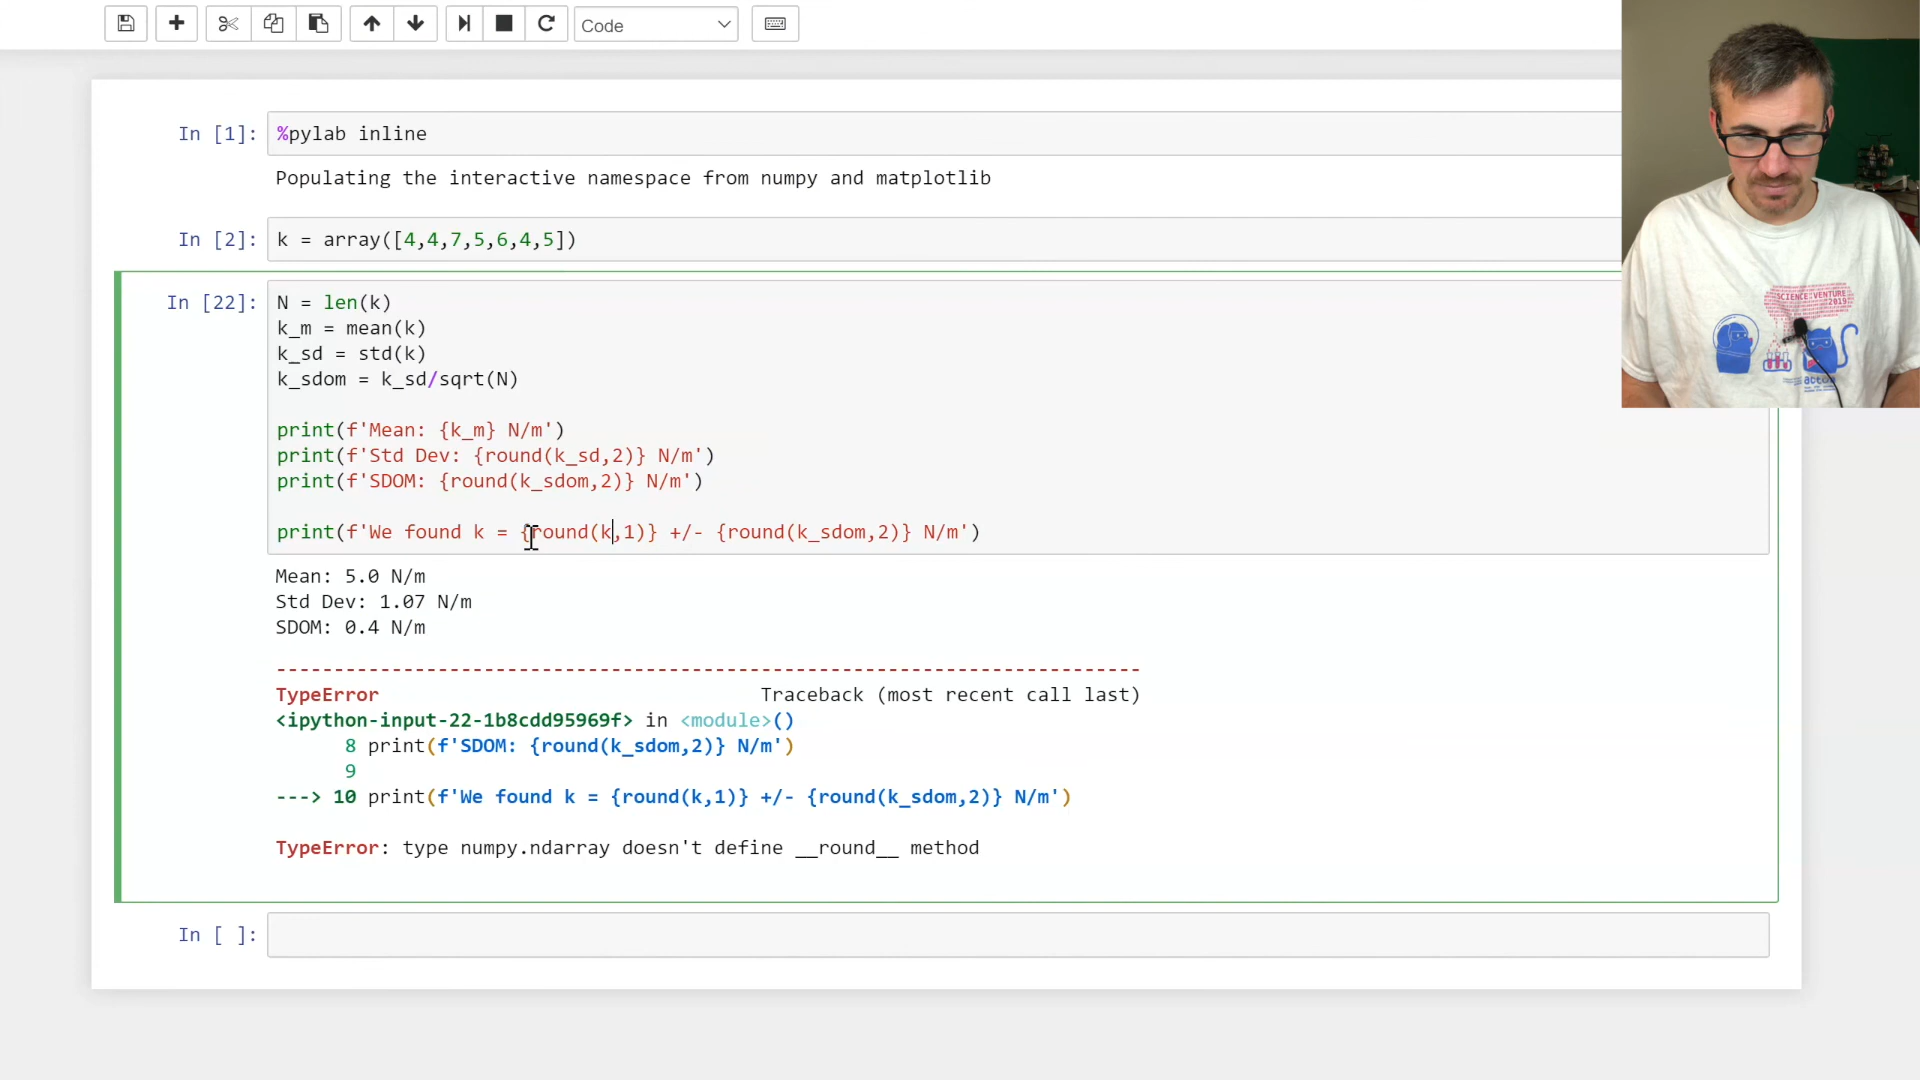 Code
In [1]: %pylab inline
Populating the interactive namespace from numpy and matplotlib
In [2]: k = array([4,4,7,5,6,4,5])
In [22]: N = len(k)
k_m = mean(k)
k_sd = std(k)
k_sdom = k_sd/sqrt(N)
print(f'Mean: {k_m} N/m')
print(f'Std Dev: {round(k_sd,2)} N/m')
print(f'SDOM: {round(k_sdom,2)} N/m')
print(f'We found k = {round(k,1)} +/- {round(k_sdom,2)} N/m')
Mean: 5.0 N/m
Std Dev: 1.07 N/m
SDOM: 0.4 N/m
---------------------------------------------------------------------------
TypeError Traceback (most recent call last)
<ipython-input-22-1b8cdd95969f> in <module>()
8 print(f'SDOM: {round(k_sdom,2)} N/m')
9
---> 10 print(f'We found k = {round(k,1)} +/- {round(k_sdom,2)} N/m')
TypeError: type numpy.ndarray doesn't define __round__ method
In [ ]:
SCIENCE VENTURE
2019